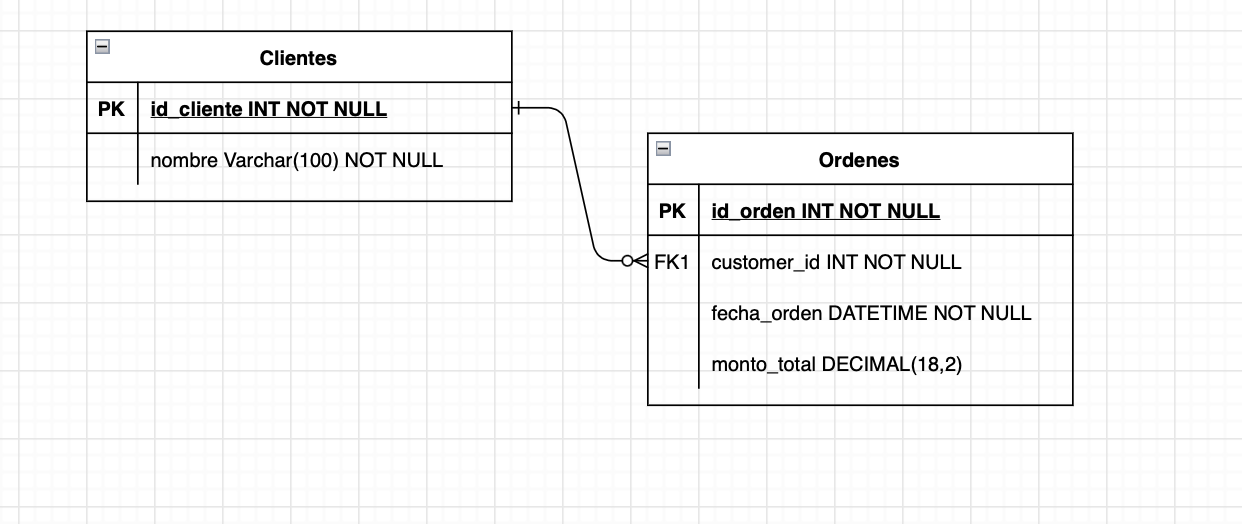 Clientes
PK id_cliente INT NOT NULL
nombre Varchar(100) NOT NULL
Ordenes
PK id_orden INT NOT NULL
FK1 customer_id INT NOT NULL
fecha_orden DATETIME NOT NULL
monto_total DECIMAL(18,2)